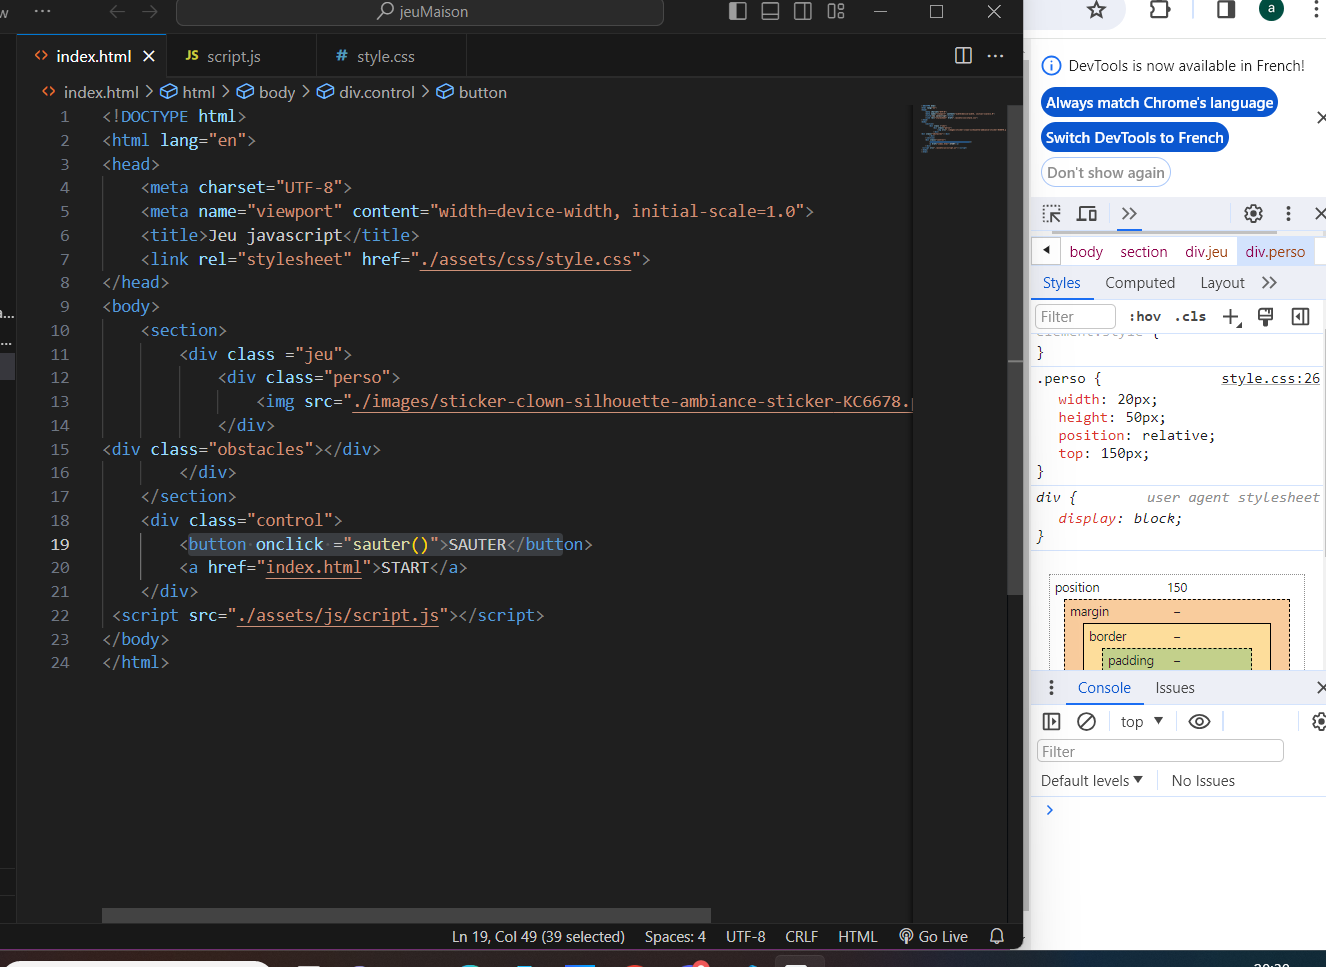 jeuMaison
index.html
JS script.js
# style.css
index.html > html > body > div.control > button
1 <!DOCTYPE html>
2 <html lang="en">
3 <head>
4 <meta charset="UTF-8">
5 <meta name="viewport" content="width=device-width, initial-scale=1.0">
6 <title>Jeu javascript</title>
7 <link rel="stylesheet" href="./assets/css/style.css">
8 </head>
9 <body>
10 <section>
11 <div class ="jeu">
12 <div class="perso">
13 <img src="./images/sticker-clown-silhouette-ambiance-sticker-KC6678.
14 </div>
15 <div class="obstacles"></div>
16 </div>
17 </section>
18 <div class="control">
19 <button onclick ="sauter()">SAUTER</button>
20 <a href="index.html">START</a>
21 </div>
22 <script src="./assets/js/script.js"></script>
23 </body>
24 </html>
Ln 19, Col 49 (39 selected) Spaces: 4 UTF-8 CRLF HTML Go Live
a
DevTools is now available in French!
Always match Chrome's language
Switch DevTools to French
Don't show again
body section div.jeu div.perso
Styles Computed Layout
Filter :hov .cls
element.style {
}
.perso { style.css:26
width: 20px;
height: 50px;
position: relative;
top: 150px;
}
div { user agent stylesheet
display: block;
}
position 150
margin –
border –
padding –
Console Issues
top
Filter
Default levels No Issues